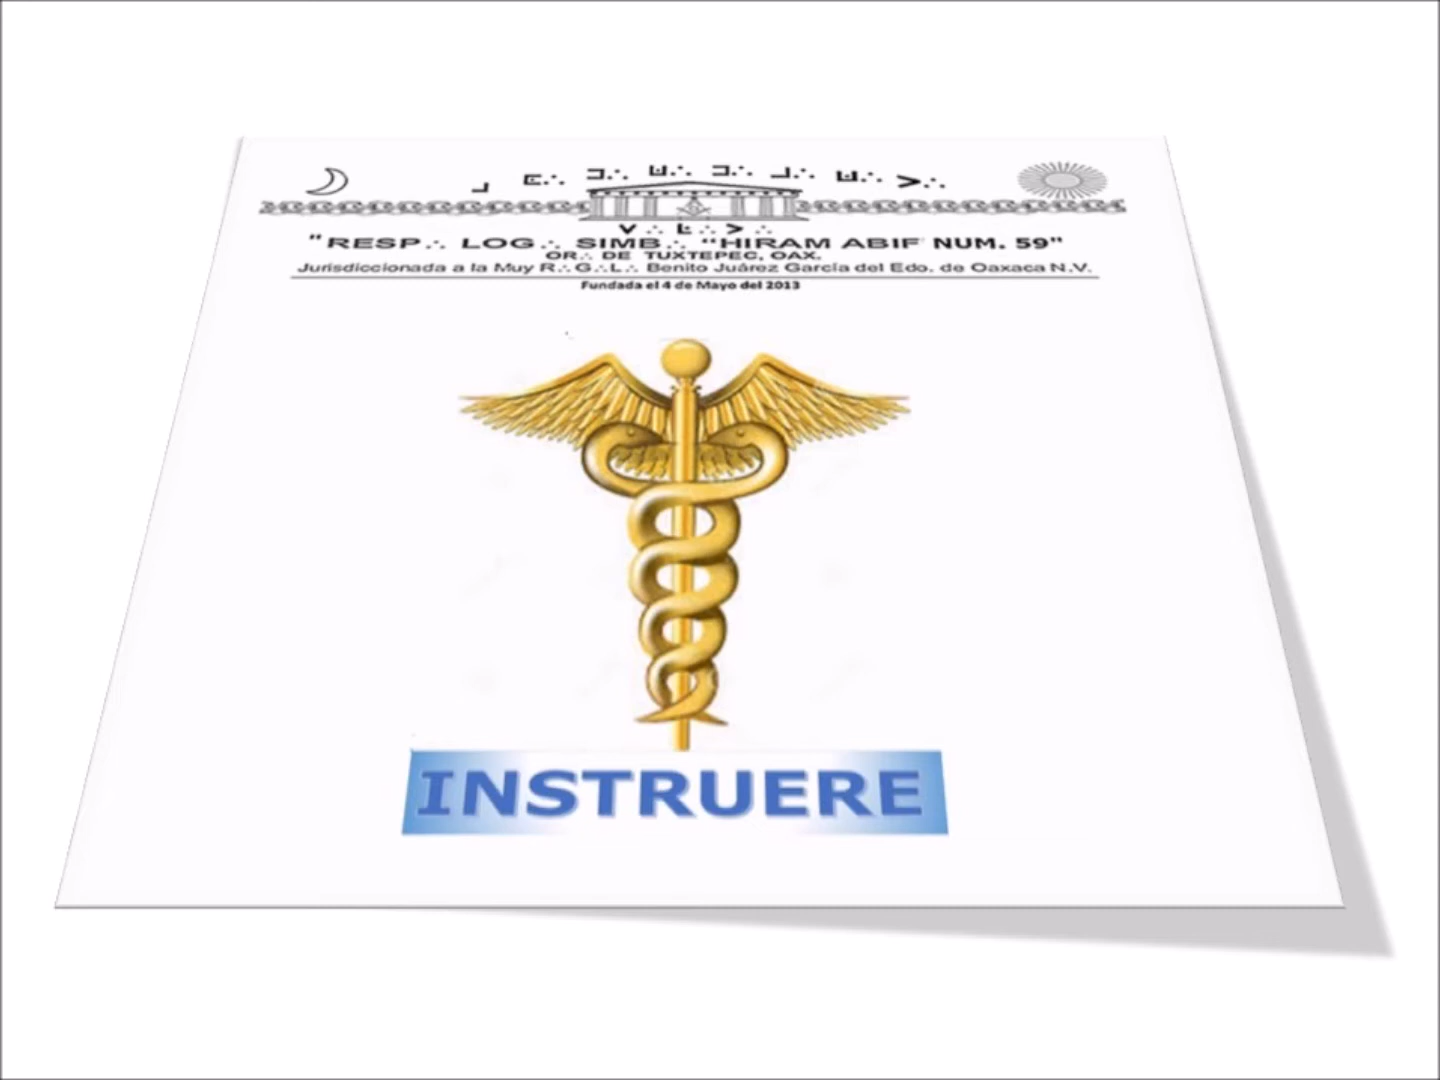 "RESP∴ LOG∴ SIMB∴ “HIRAM ABIF NUM. 59"
OR∴ DE TUXTEPEC, OAX.
Jurisdiccionada a la Muy R∴G∴L∴ Benito Juárez García del Edo. de Oaxaca N.V.
Fundada el 4 de Mayo del 2013
INSTRUERE